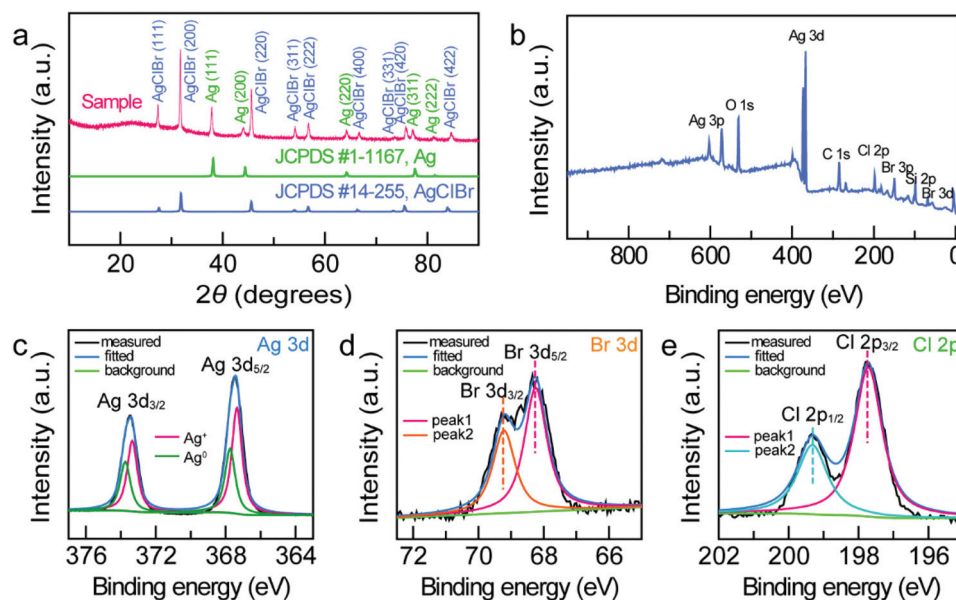 a
Intensity (a.u.)
AgClBr (111)
AgClBr (200)
Ag (111)
Ag (200)
AgClBr (220)
AgClBr (311)
AgClBr (222)
Ag (220)
AgClBr (400)
AgClBr (331)
AgClBr (420)
Ag (311)
Ag (222)
AgClBr (422)
Sample
JCPDS #1-1167, Ag
JCPDS #14-255, AgClBr
20 40 60 80
2θ (degrees)
b
Intensity (a.u.)
Ag 3d
O 1s
Ag 3p
C 1s
Cl 2p
Br 3p
Si 2p
Br 3d
800 600 400 200 0
Binding energy (eV)
c
Intensity (a.u.)
measured
fitted
background
Ag 3d
Ag 3d5/2
Ag 3d3/2
Ag⁺
Ag⁰
376 372 368 364
Binding energy (eV)
d
Intensity (a.u.)
measured
fitted
background
Br 3d
Br 3d5/2
Br 3d3/2
peak1
peak2
72 70 68 66
Binding energy (eV)
e
Intensity (a.u.)
measured
fitted
background
Cl 2p
Cl 2p3/2
Cl 2p1/2
peak1
peak2
202 200 198 196
Binding energy (eV)